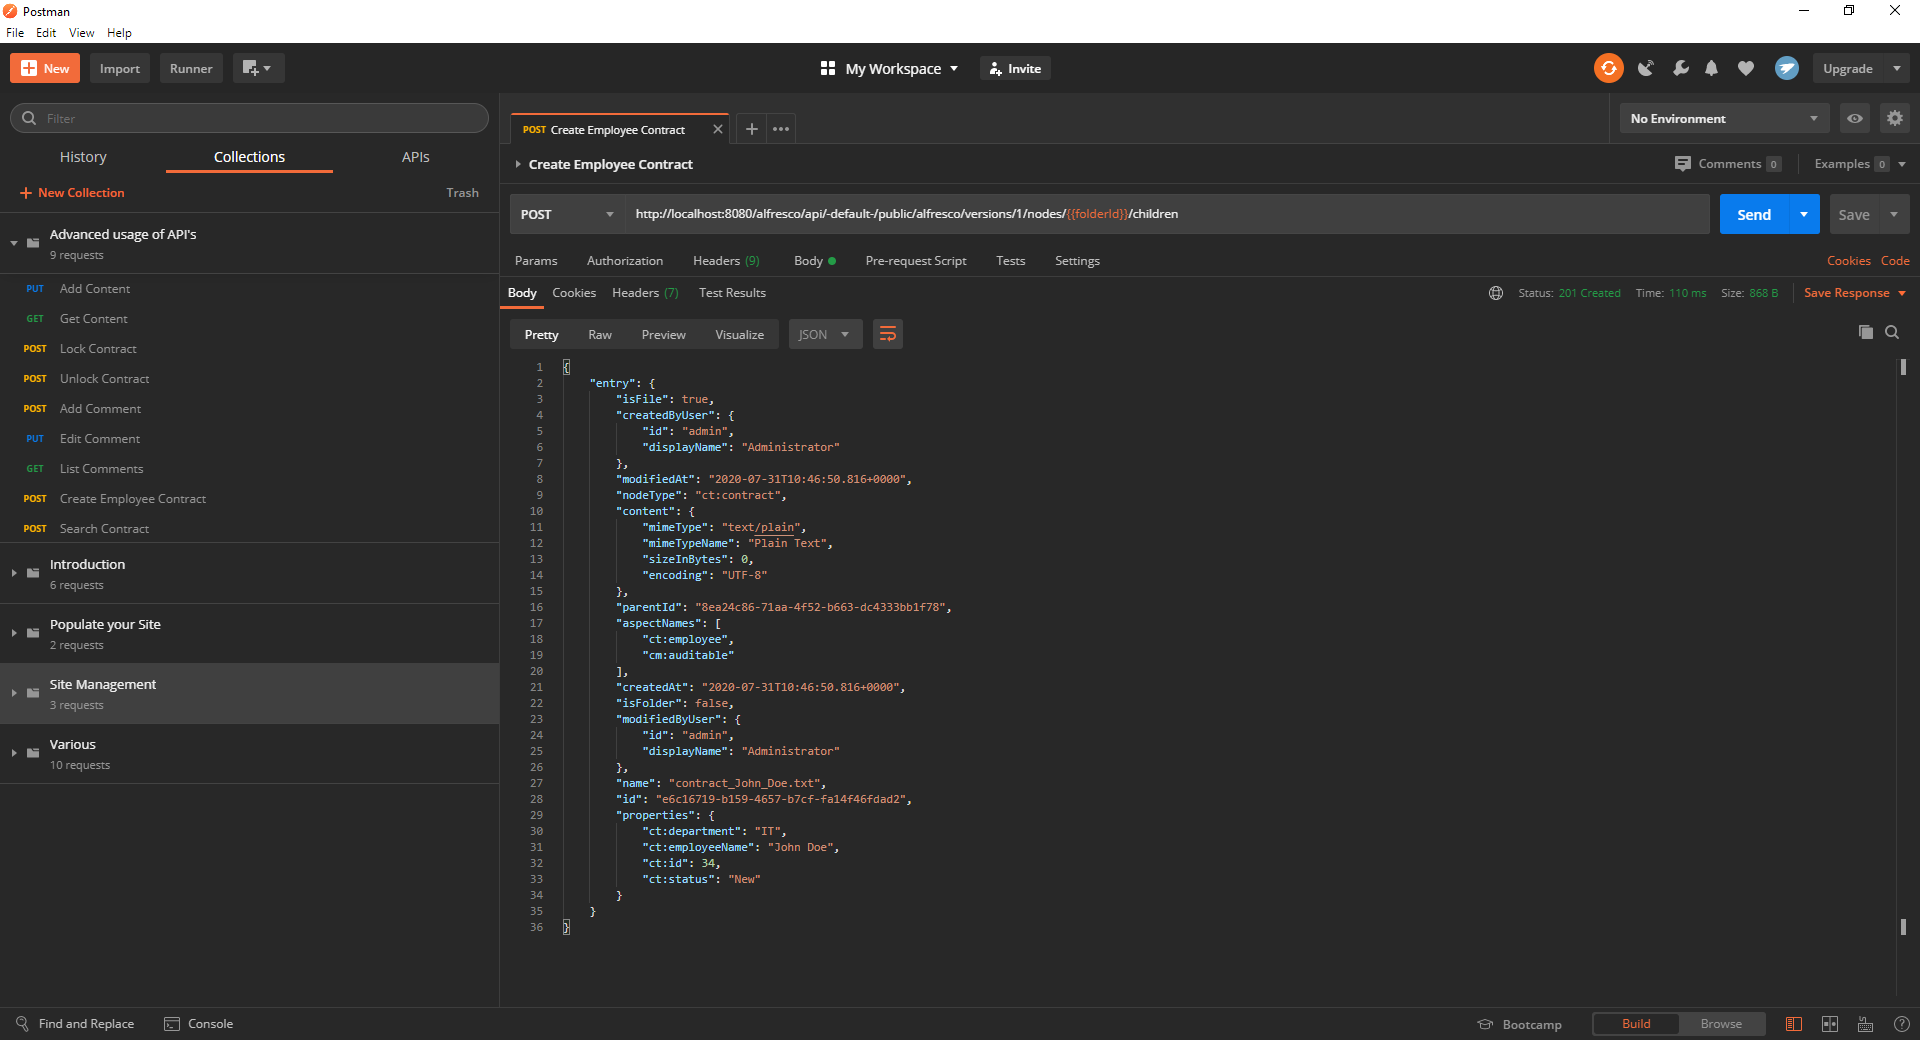 Postman
File Edit View Help
New Import Runner
My Workspace Invite
Upgrade
Filter
History Collections APIs
New Collection Trash
Advanced usage of API's
9 requests
PUT Add Content
GET Get Content
POST Lock Contract
POST Unlock Contract
POST Add Comment
PUT Edit Comment
GET List Comments
POST Create Employee Contract
POST Search Contract
Introduction
6 requests
Populate your Site
2 requests
Site Management
3 requests
Various
10 requests
POST Create Employee Contract
No Environment
Create Employee Contract
Comments 0 Examples 0
POST http://localhost:8080/alfresco/api/-default-/public/alfresco/versions/1/nodes/{{folderId}}/children
Send Save
Params Authorization Headers (9) Body Pre-request Script Tests Settings
Cookies Code
Body Cookies Headers (7) Test Results
Status: 201 Created Time: 110 ms Size: 868 B Save Response
Pretty Raw Preview Visualize JSON
1 {
2 "entry": {
3 "isFile": true,
4 "createdByUser": {
5 "id": "admin",
6 "displayName": "Administrator"
7 },
8 "modifiedAt": "2020-07-31T10:46:50.816+0000",
9 "nodeType": "ct:contract",
10 "content": {
11 "mimeType": "text/plain",
12 "mimeTypeName": "Plain Text",
13 "sizeInBytes": 0,
14 "encoding": "UTF-8"
15 },
16 "parentId": "8ea24c86-71aa-4f52-b663-dc4333bb1f78",
17 "aspectNames": [
18 "ct:employee",
19 "cm:auditable"
20 ],
21 "createdAt": "2020-07-31T10:46:50.816+0000",
22 "isFolder": false,
23 "modifiedByUser": {
24 "id": "admin",
25 "displayName": "Administrator"
26 },
27 "name": "contract_John_Doe.txt",
28 "id": "e6c16719-b159-4657-b7cf-fa14f46fdad2",
29 "properties": {
30 "ct:department": "IT",
31 "ct:employeeName": "John Doe",
32 "ct:id": 34,
33 "ct:status": "New"
34 }
35 }
36 }
Find and Replace Console
Bootcamp Build Browse